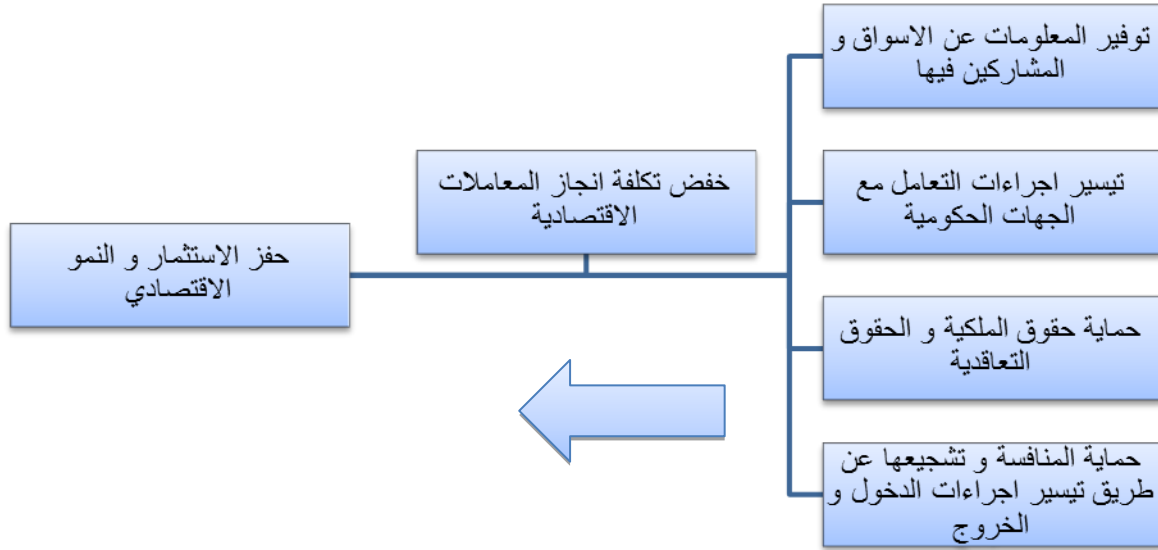 توفير المعلومات عن الاسواق و
المشاركين فيها
تيسير اجراءات التعامل مع
الجهات الحكومية
حماية حقوق الملكية و الحقوق
التعاقدية
حماية المنافسة و تشجيعها عن
طريق تيسير اجراءات الدخول و
الخروج
خفض تكلفة انجاز المعاملات
الاقتصادية
حفز الاستثمار و النمو
الاقتصادي